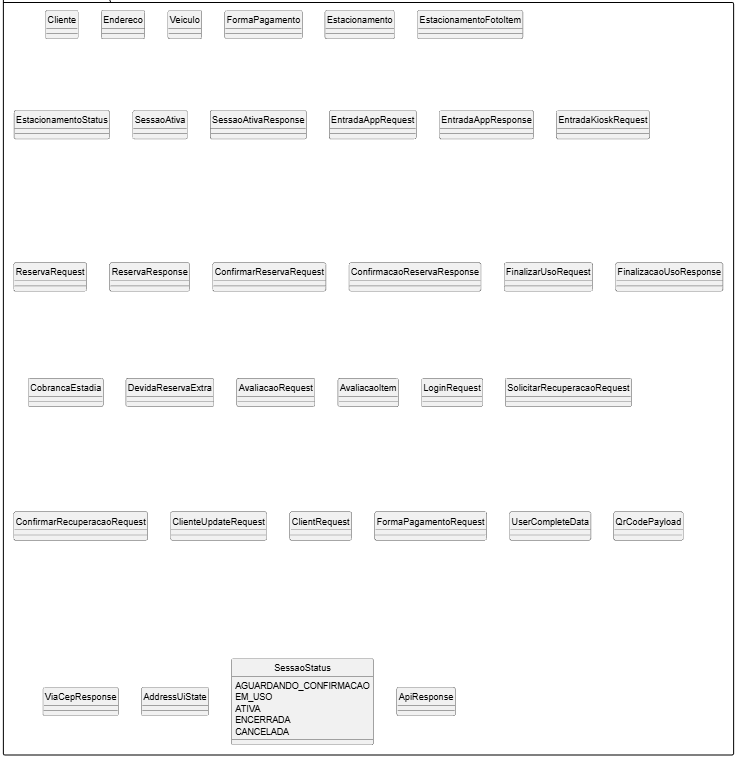 Cliente Endereco Veiculo FormaPagamento Estacionamento EstacionamentoFotoItem
EstacionamentoStatus SessaoAtiva SessaoAtivaResponse EntradaAppRequest EntradaAppResponse EntradaKioskRequest
ReservaRequest ReservaResponse ConfirmarReservaRequest ConfirmacaoReservaResponse FinalizarUsoRequest FinalizacaoUsoResponse
CobrancaEstadia DevidaReservaExtra AvaliacaoRequest AvaliacaoItem LoginRequest SolicitarRecuperacaoRequest
ConfirmarRecuperacaoRequest ClienteUpdateRequest ClientRequest FormaPagamentoRequest UserCompleteData QrCodePayload
ViaCepResponse AddressUiState
SessaoStatus
AGUARDANDO_CONFIRMACAO
EM_USO
ATIVA
ENCERRADA
CANCELADA
ApiResponse